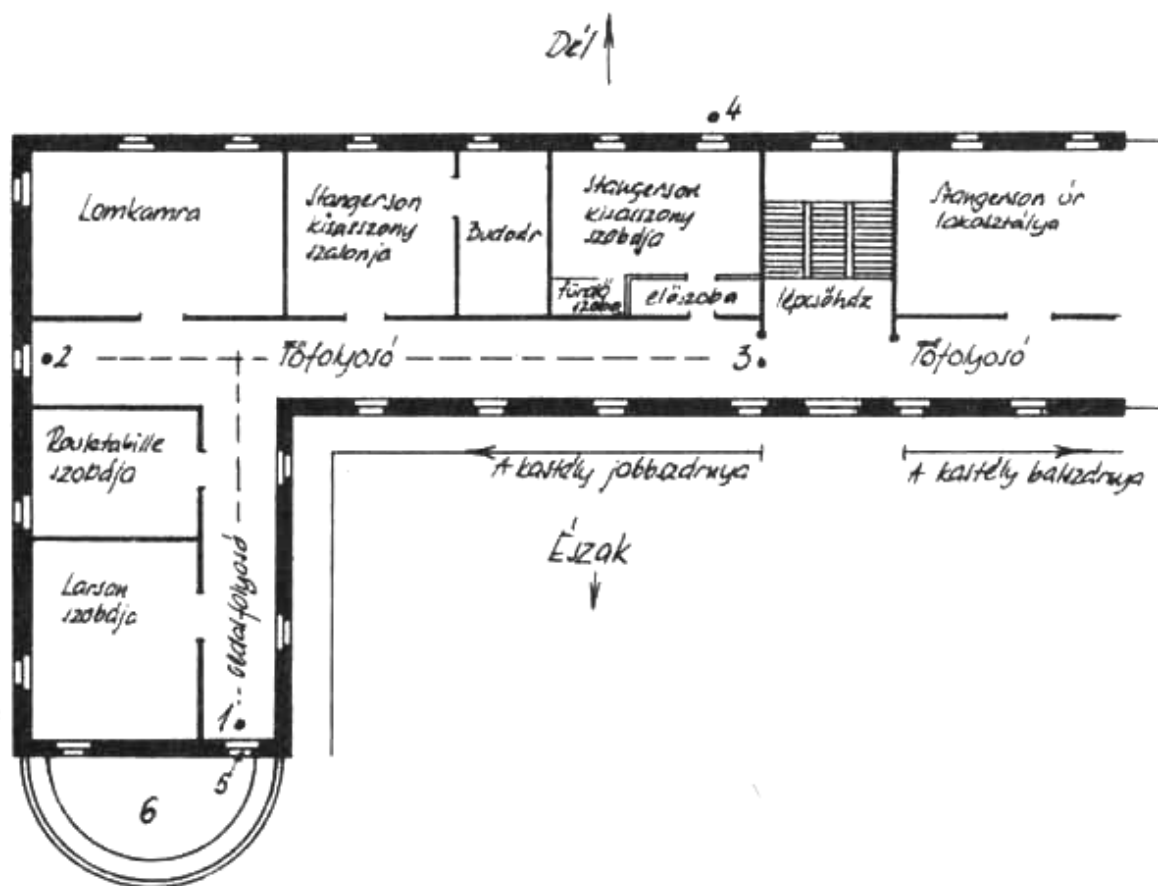 Dél
4
Lomkamra
Stangerson
kisasszony
szalonja
Budoár
Stangerson
kisasszony
szobája
fürdő
szoba
előszoba
lépcsőház
Stangerson úr
lakosztálya
2
Főfolyosó
3
Főfolyosó
Rouletabille
szobája
A kastély jobbszárnya
A kastély balszárnya
Észak
Larson
szobája
oldalfolyosó
1
5
6